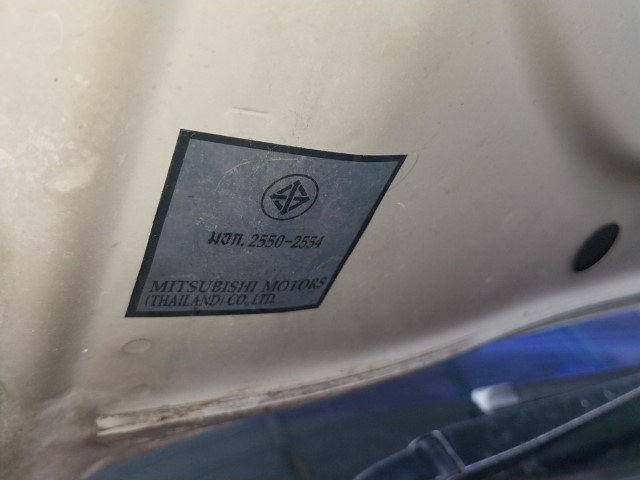 มอก. 2550-2554
MITSUBISHI MOTORS
(THAILAND) CO., LTD.